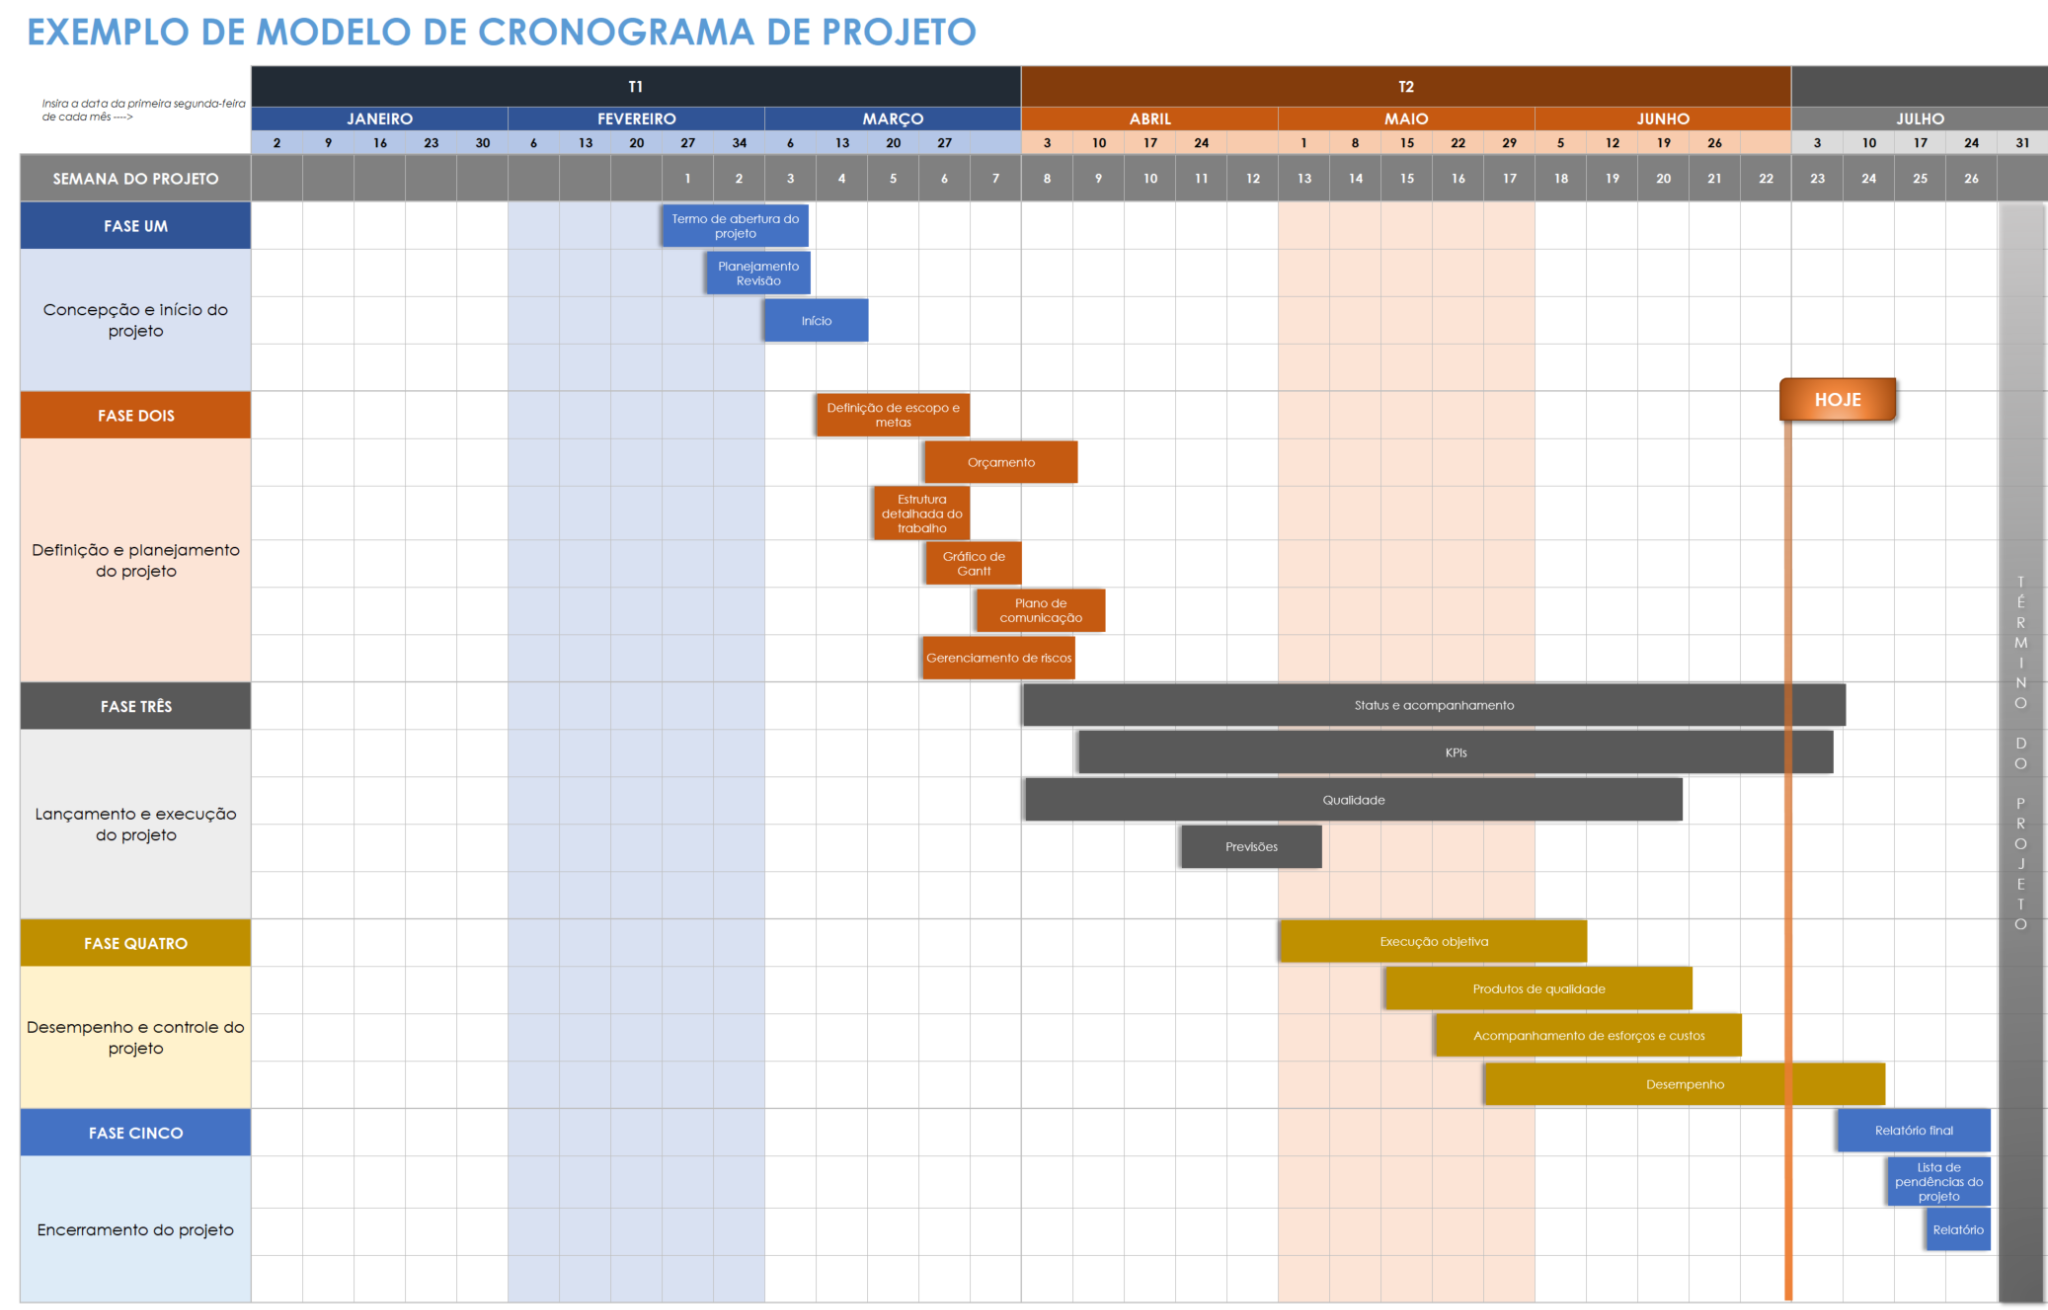 EXEMPLO DE MODELO DE CRONOGRAMA DE PROJETO
Insira a data da primeira segunda-feira
de cada mês ---->
T1 T2
JANEIRO FEVEREIRO MARÇO ABRIL MAIO JUNHO JULHO
2 9 16 23 30 6 13 20 27 34 6 13 20 27 3 10 17 24 1 8 15 22 29 5 12 19 26 3 10 17 24 31
SEMANA DO PROJETO 1 2 3 4 5 6 7 8 9 10 11 12 13 14 15 16 17 18 19 20 21 22 23 24 25 26
FASE UM
Termo de abertura do
projeto
Planejamento
Revisão
Concepção e início do
projeto
Início
HOJE
FASE DOIS
Definição de escopo e
metas
Orçamento
Estrutura
detalhada do
trabalho
Definição e planejamento
do projeto
Gráfico de
Gantt
Plano de
comunicação
Gerenciamento de riscos
FASE TRÊS
Status e acompanhamento
KPIs
Qualidade
Lançamento e execução
do projeto
Previsões
FASE QUATRO
Execução objetiva
Produtos de qualidade
Desempenho e controle do
projeto
Acompanhamento de esforços e custos
Desempenho
FASE CINCO
Relatório final
Lista de
pendências do
projeto
Encerramento do projeto
Relatório
TÉRMINO DO PROJETO